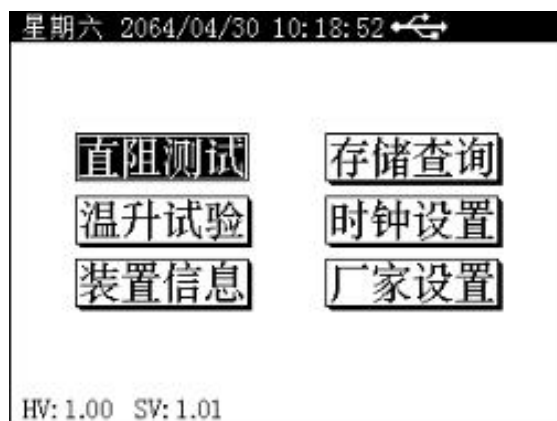 星期六 2064/04/30 10:18:52
直阻测试 存储查询
温升试验 时钟设置
装置信息 厂家设置
HV:1.00 SV:1.01